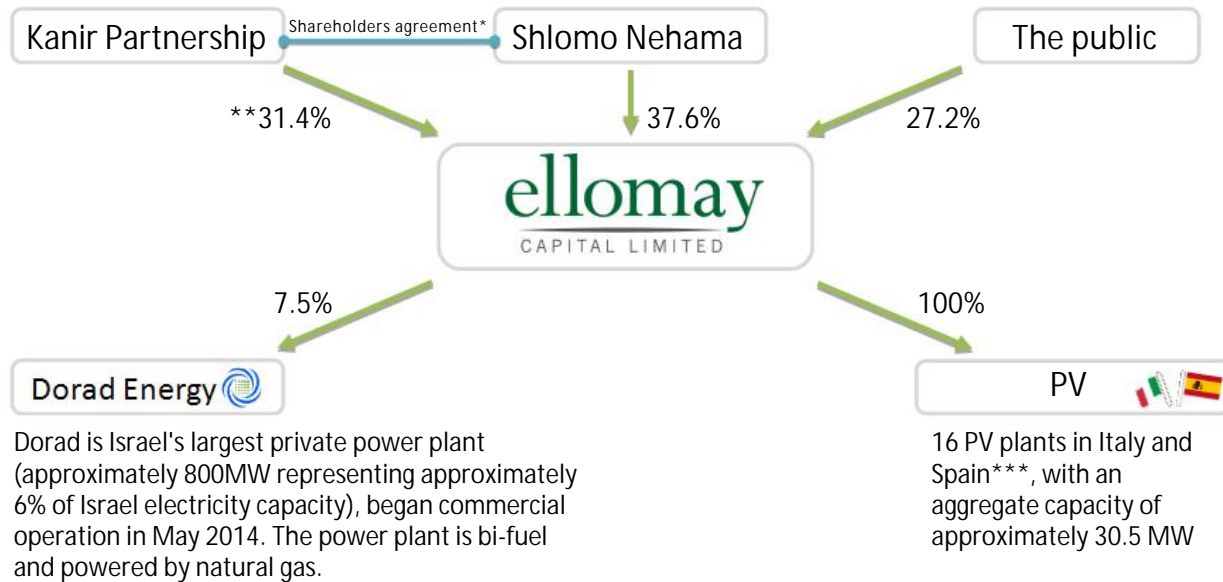 Kanir Partnership
Shareholders agreement*
Shlomo Nehama
The public
**31.4%
37.6%
27.2%
ellomay
CAPITAL LIMITED
7.5%
100%
Dorad Energy
PV
Dorad is Israel's largest private power plant
(approximately 800MW representing approximately
6% of Israel electricity capacity), began commercial
operation in May 2014. The power plant is bi-fuel
and powered by natural gas.
16 PV plants in Italy and
Spain***, with an
aggregate capacity of
approximately 30.5 MW